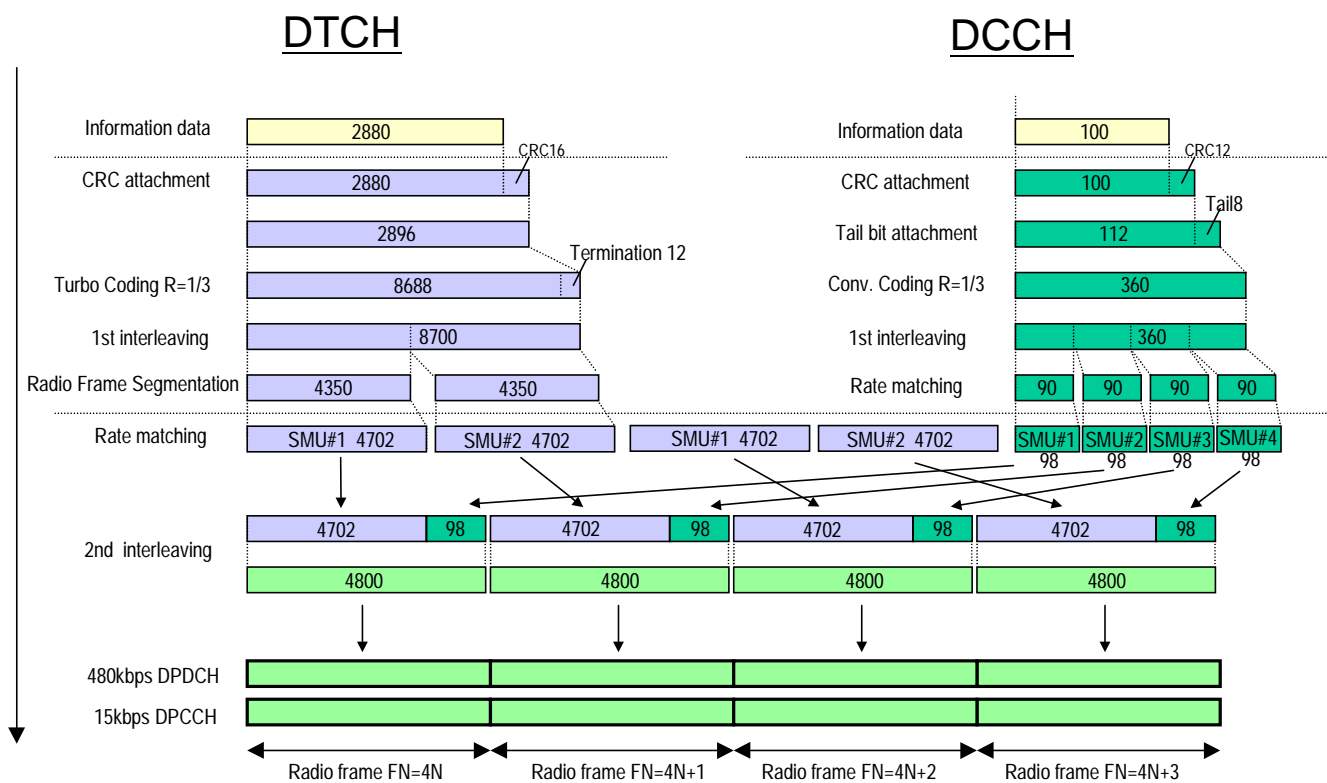 DTCH DCCH
Information data 2880 Information data 100
CRC16 CRC12
CRC attachment 2880 CRC attachment 100
Tail8
2896 Tail bit attachment 112
Termination 12
Turbo Coding R=1/3 8688 Conv. Coding R=1/3 360
1st interleaving 8700 1st interleaving 360
Radio Frame Segmentation 4350 4350 Rate matching 90 90 90 90
Rate matching SMU#1 4702 SMU#2 4702 SMU#1 4702 SMU#2 4702 SMU#1 SMU#2 SMU#3 SMU#4
98 98 98 98
4702 98 4702 98 4702 98 4702 98
2nd interleaving
4800 4800 4800 4800
480kbps DPDCH
15kbps DPCCH
Radio frame FN=4N Radio frame FN=4N+1 Radio frame FN=4N+2 Radio frame FN=4N+3